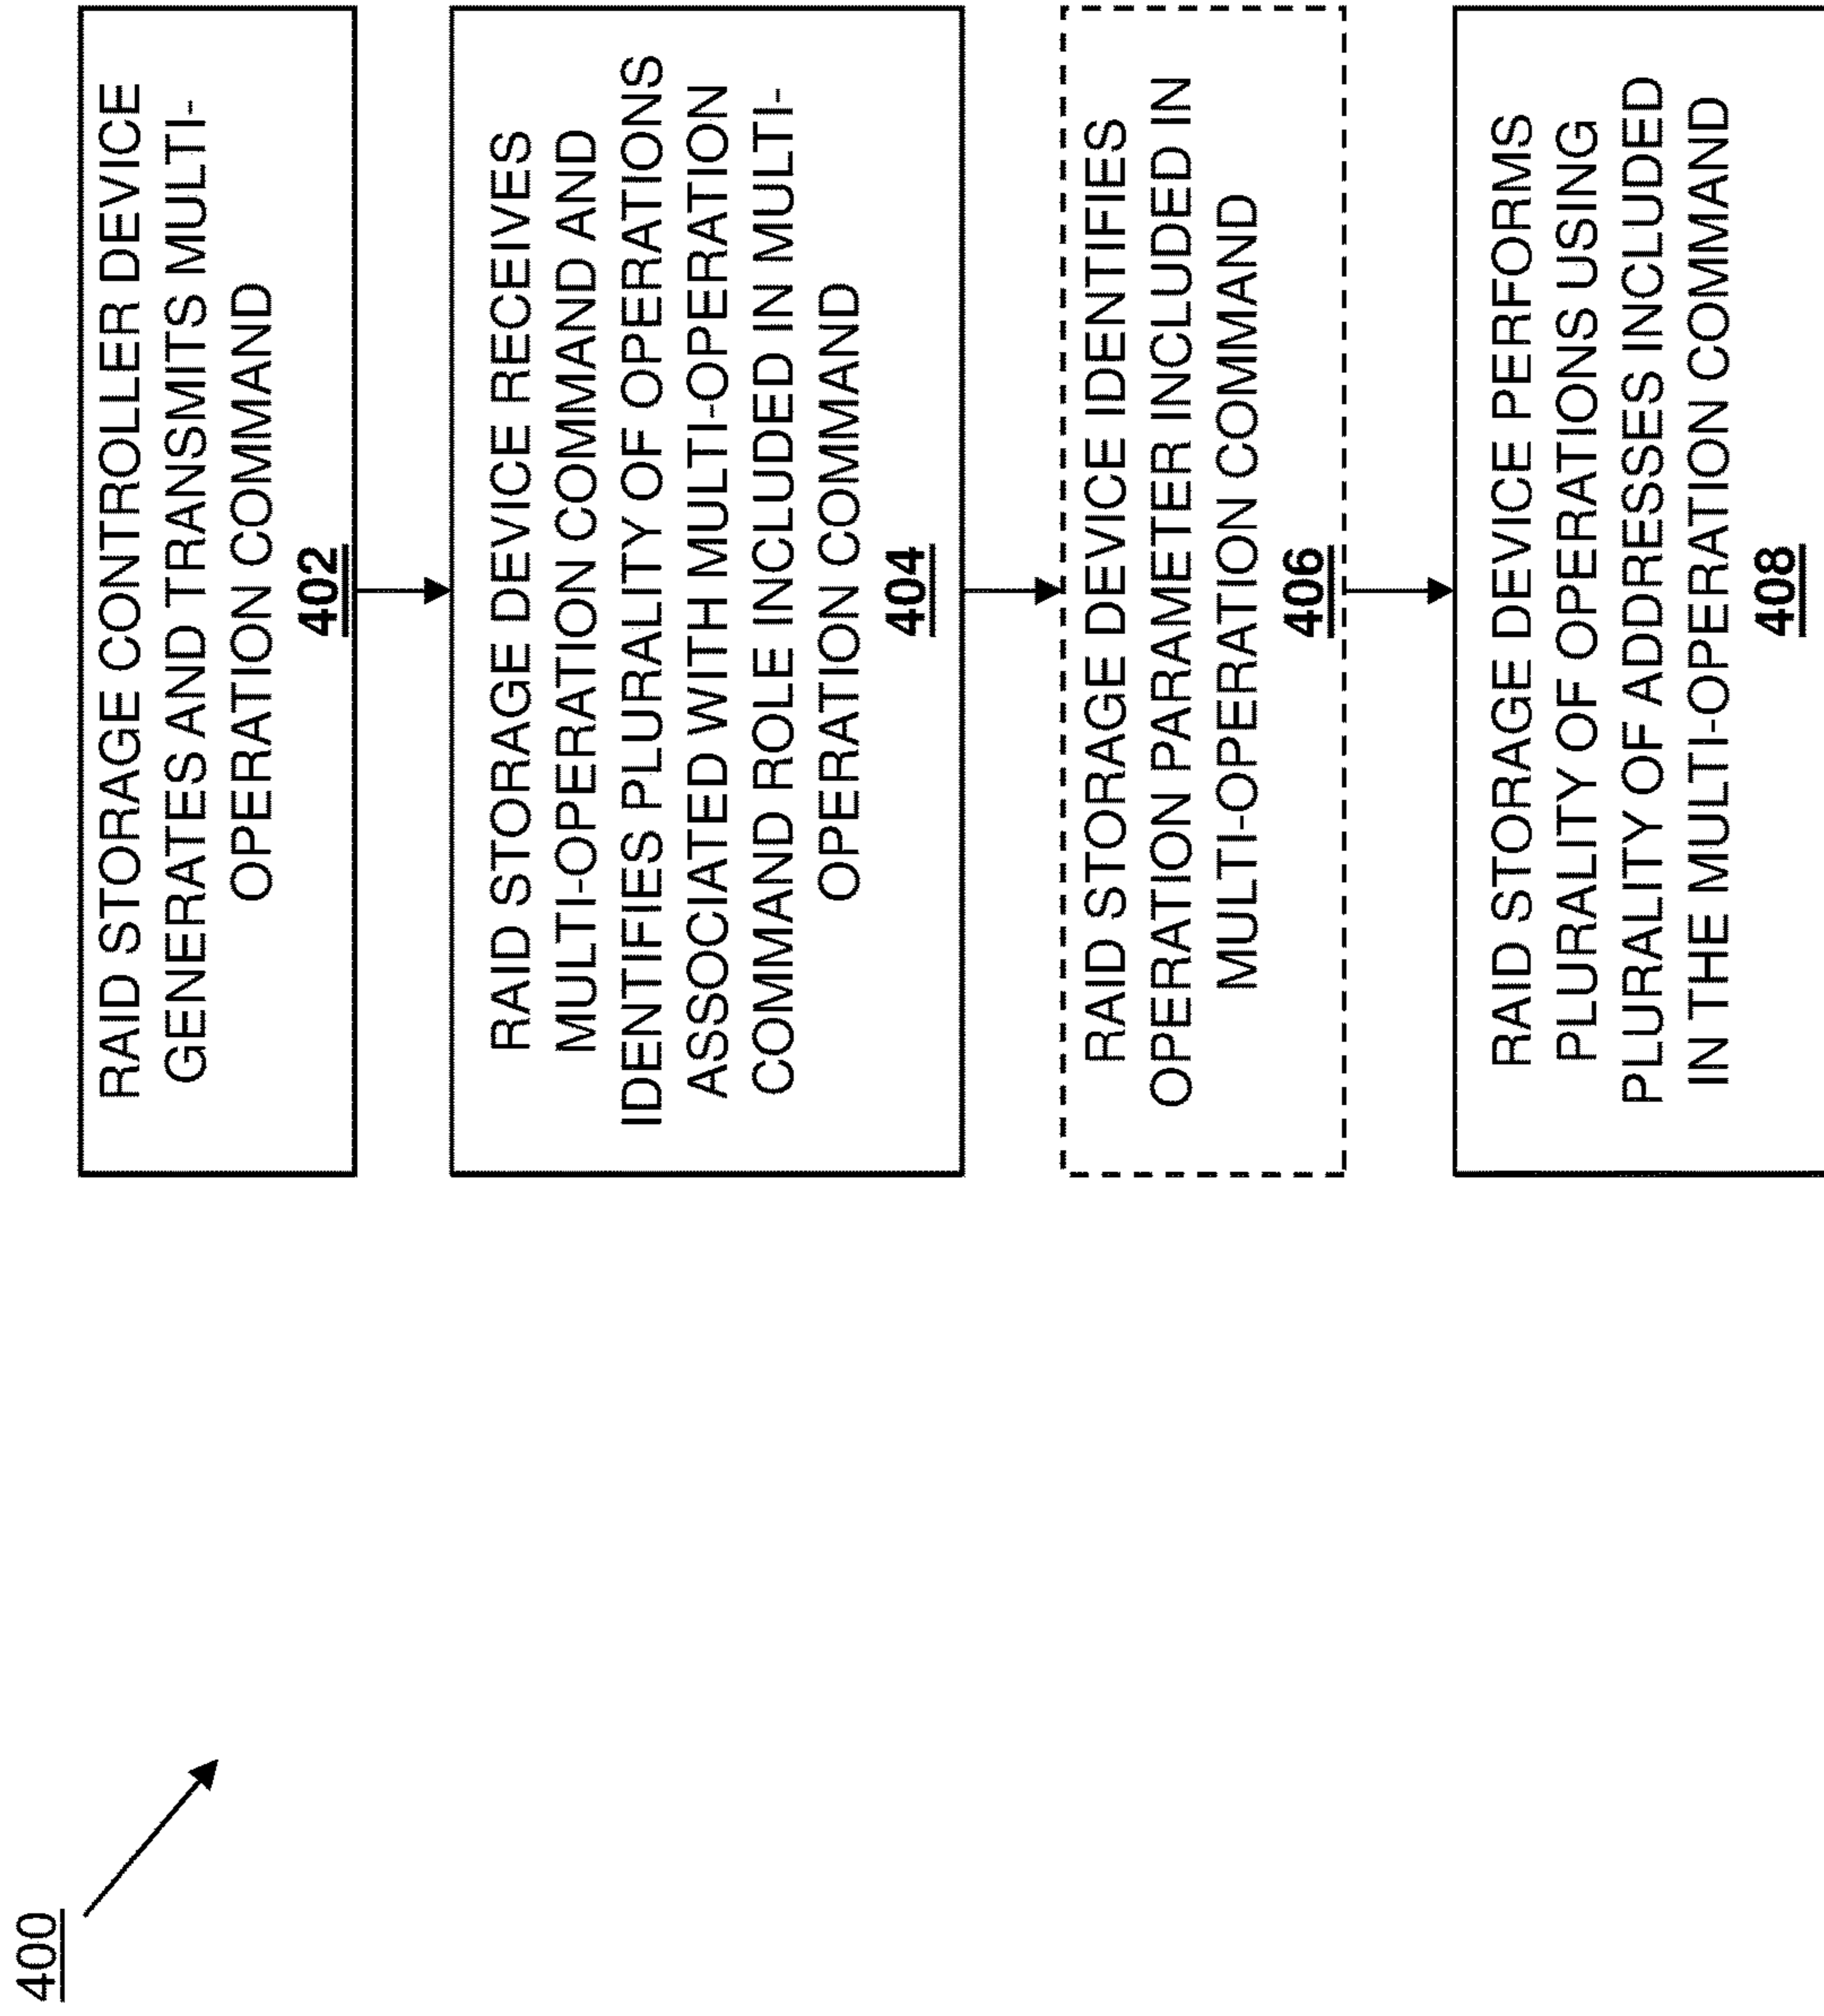 400
RAID STORAGE CONTROLLER DEVICE
GENERATES AND TRANSMITS MULTI-
OPERATION COMMAND
402
RAID STORAGE DEVICE RECEIVES
MULTI-OPERATION COMMAND AND
IDENTIFIES PLURALITY OF OPERATIONS
ASSOCIATED WITH MULTI-OPERATION
COMMAND ROLE INCLUDED IN MULTI-
OPERATION COMMAND
404
RAID STORAGE DEVICE IDENTIFIES
OPERATION PARAMETER INCLUDED IN
MULTI-OPERATION COMMAND
406
RAID STORAGE DEVICE PERFORMS
PLURALITY OF OPERATIONS USING
PLURALITY OF ADDRESSES INCLUDED
IN THE MULTI-OPERATION COMMAND
408